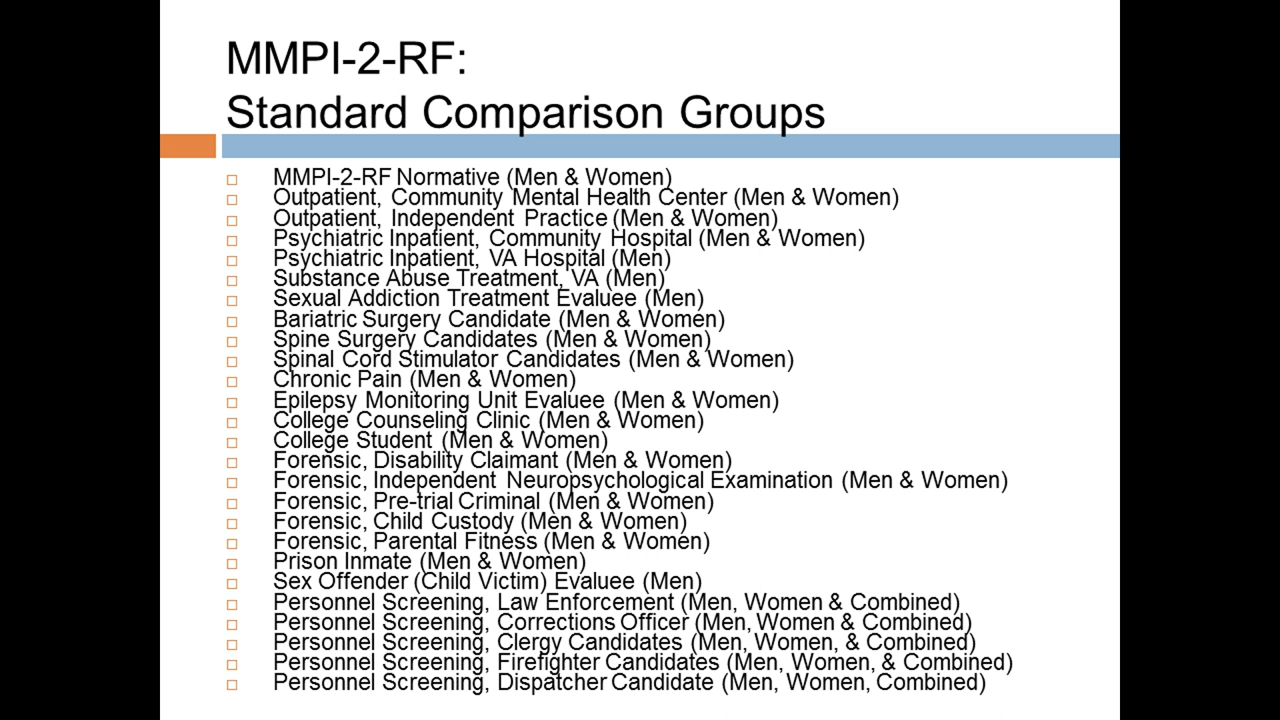 MMPI-2-RF:
Standard Comparison Groups
MMPI-2-RF Normative (Men & Women)
Outpatient, Community Mental Health Center (Men & Women)
Outpatient, Independent Practice (Men & Women)
Psychiatric Inpatient, Community Hospital (Men & Women)
Psychiatric Inpatient, VA Hospital (Men)
Substance Abuse Treatment, VA (Men)
Sexual Addiction Treatment Evaluee (Men)
Bariatric Surgery Candidate (Men & Women)
Spine Surgery Candidates (Men & Women)
Spinal Cord Stimulator Candidates (Men & Women)
Chronic Pain (Men & Women)
Epilepsy Monitoring Unit Evaluee (Men & Women)
College Counseling Clinic (Men & Women)
College Student (Men & Women)
Forensic, Disability Claimant (Men & Women)
Forensic, Independent Neuropsychological Examination (Men & Women)
Forensic, Pre-trial Criminal (Men & Women)
Forensic, Child Custody (Men & Women)
Forensic, Parental Fitness (Men & Women)
Prison Inmate (Men & Women)
Sex Offender (Child Victim) Evaluee (Men)
Personnel Screening, Law Enforcement (Men, Women & Combined)
Personnel Screening, Corrections Officer (Men, Women & Combined)
Personnel Screening, Clergy Candidates (Men, Women, & Combined)
Personnel Screening, Firefighter Candidates (Men, Women, & Combined)
Personnel Screening, Dispatcher Candidate (Men, Women, Combined)